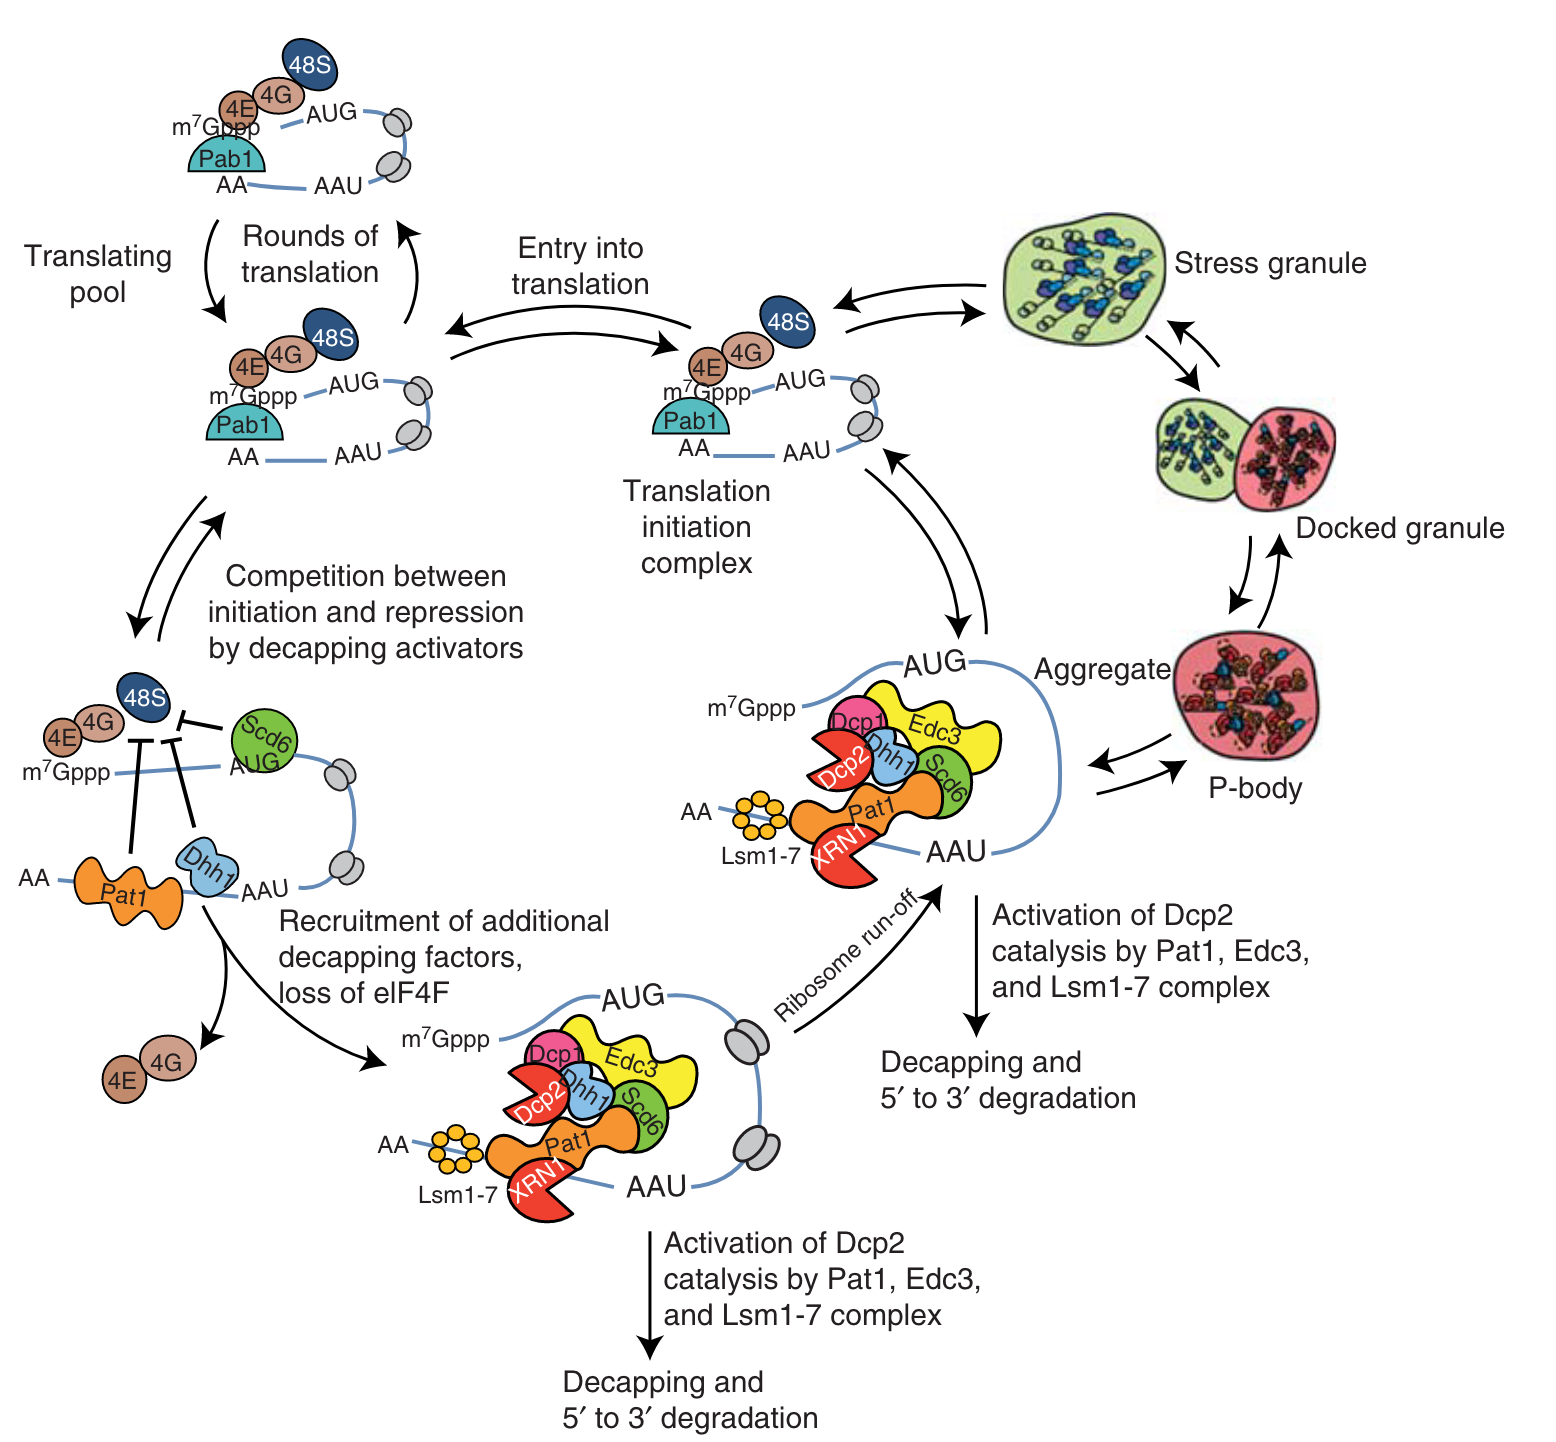 48S
4G
4E
AUG
m⁷Gppp
Pab1
AA
AAU
Translating
pool
Rounds of
translation
Entry into
translation
48S
4G
4E
AUG
m⁷Gppp
Pab1
AA
AAU
48S
4G
4E
AUG
m⁷Gppp
Pab1
AA
AAU
Translation
initiation
complex
Stress granule
Docked granule
Competition between
initiation and repression
by decapping activators
48S
4G
4E
Scd6
AUG
m⁷Gppp
Dhh1
AA
Pat1
AAU
AUG
Aggregate
m⁷Gppp
Dcp1
Edc3
Dhh1
Dcp2
Scd6
P-body
AA
Pat1
Lsm1-7
XRN1
AAU
Recruitment of additional
decapping factors,
loss of eIF4F
4G
4E
Ribosome run-off
Activation of Dcp2
catalysis by Pat1, Edc3,
and Lsm1-7 complex
Decapping and
5′ to 3′ degradation
AUG
m⁷Gppp
Dcp1
Edc3
Dhh1
Dcp2
Scd6
AA
Pat1
Lsm1-7
XRN1
AAU
Activation of Dcp2
catalysis by Pat1, Edc3,
and Lsm1-7 complex
Decapping and
5′ to 3′ degradation